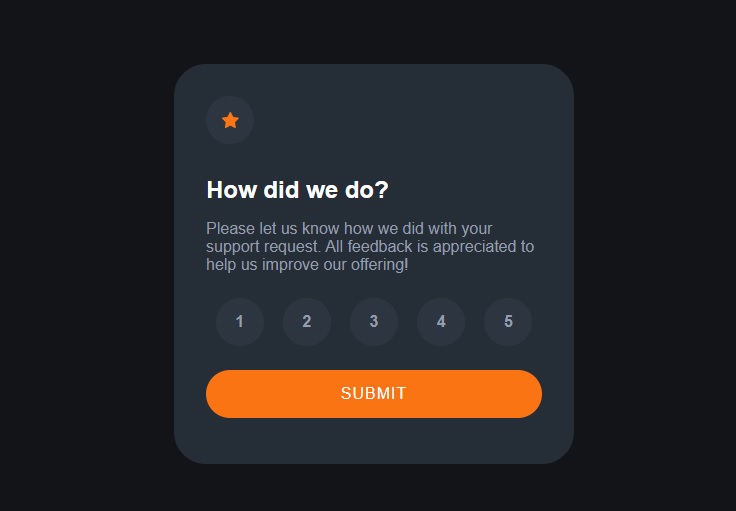 How did we do?
Please let us know how we did with your
support request. All feedback is appreciated to
help us improve our offering!
1 2 3 4 5
SUBMIT